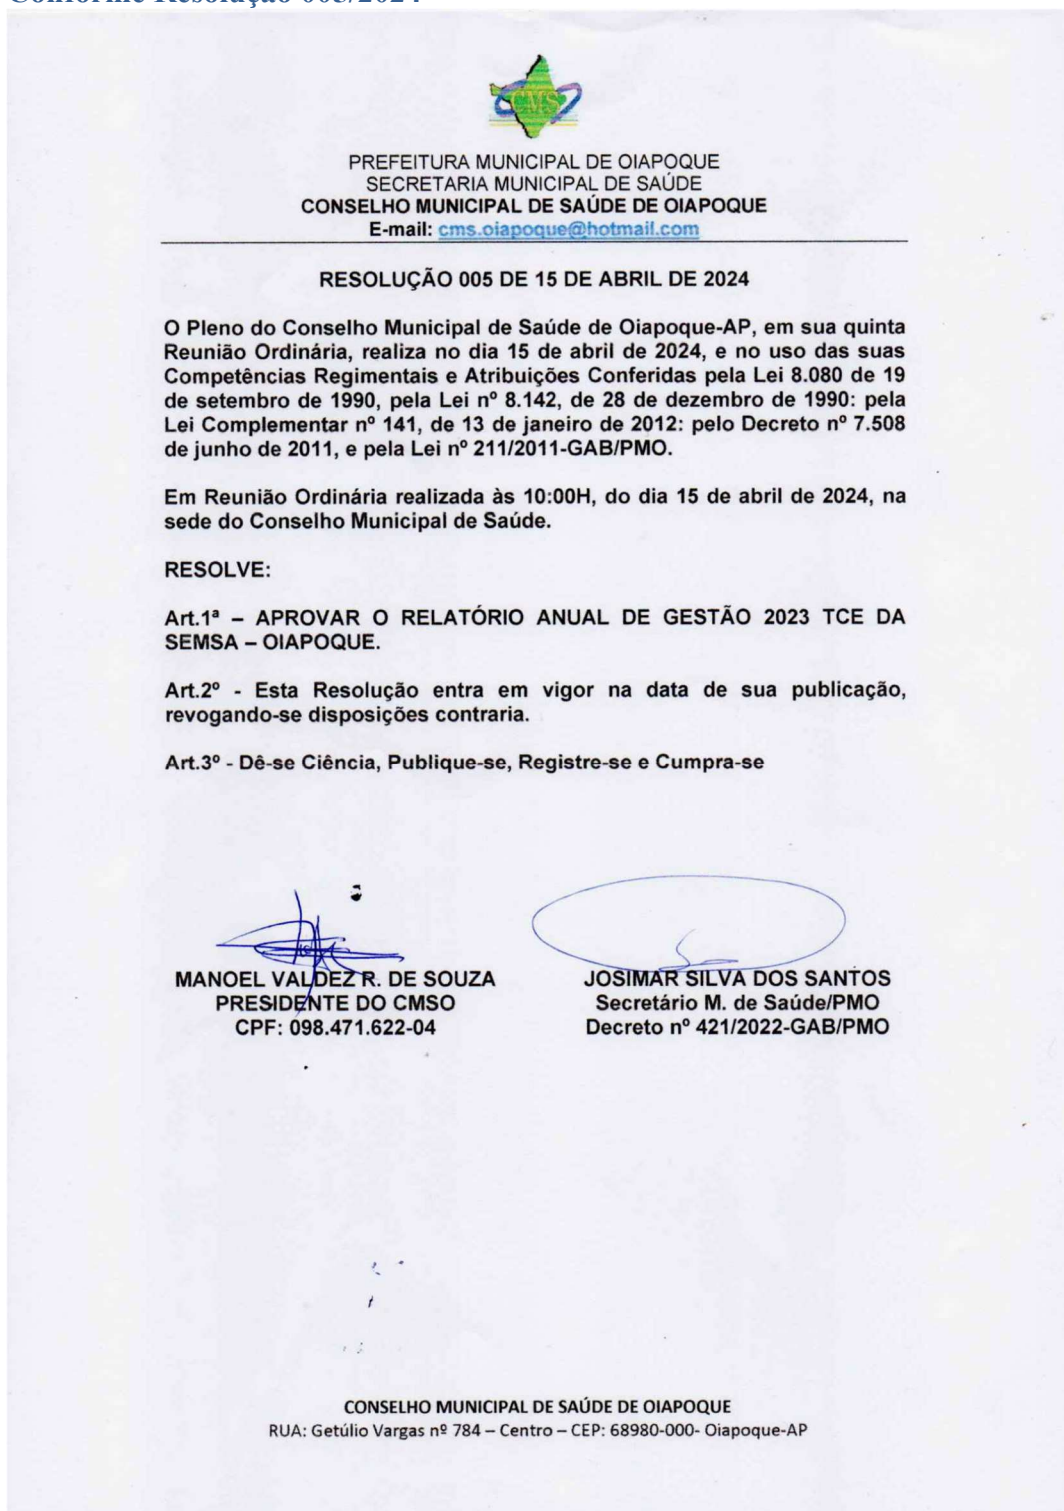 Conforme Resolução 005/2024
CMS
PREFEITURA MUNICIPAL DE OIAPOQUE
SECRETARIA MUNICIPAL DE SAÚDE
CONSELHO MUNICIPAL DE SAÚDE DE OIAPOQUE
E-mail: cms.oiapoque@hotmail.com
RESOLUÇÃO 005 DE 15 DE ABRIL DE 2024
O Pleno do Conselho Municipal de Saúde de Oiapoque-AP, em sua quinta
Reunião Ordinária, realiza no dia 15 de abril de 2024, e no uso das suas
Competências Regimentais e Atribuições Conferidas pela Lei 8.080 de 19
de setembro de 1990, pela Lei nº 8.142, de 28 de dezembro de 1990: pela
Lei Complementar nº 141, de 13 de janeiro de 2012: pelo Decreto nº 7.508
de junho de 2011, e pela Lei nº 211/2011-GAB/PMO.
Em Reunião Ordinária realizada às 10:00H, do dia 15 de abril de 2024, na
sede do Conselho Municipal de Saúde.
RESOLVE:
Art.1ª – APROVAR O RELATÓRIO ANUAL DE GESTÃO 2023 TCE DA
SEMSA – OIAPOQUE.
Art.2º - Esta Resolução entra em vigor na data de sua publicação,
revogando-se disposições contraria.
Art.3º - Dê-se Ciência, Publique-se, Registre-se e Cumpra-se
MANOEL VALDEZ R. DE SOUZA
PRESIDENTE DO CMSO
CPF: 098.471.622-04
JOSIMAR SILVA DOS SANTOS
Secretário M. de Saúde/PMO
Decreto nº 421/2022-GAB/PMO
CONSELHO MUNICIPAL DE SAÚDE DE OIAPOQUE
RUA: Getúlio Vargas nº 784 – Centro – CEP: 68980-000- Oiapoque-AP